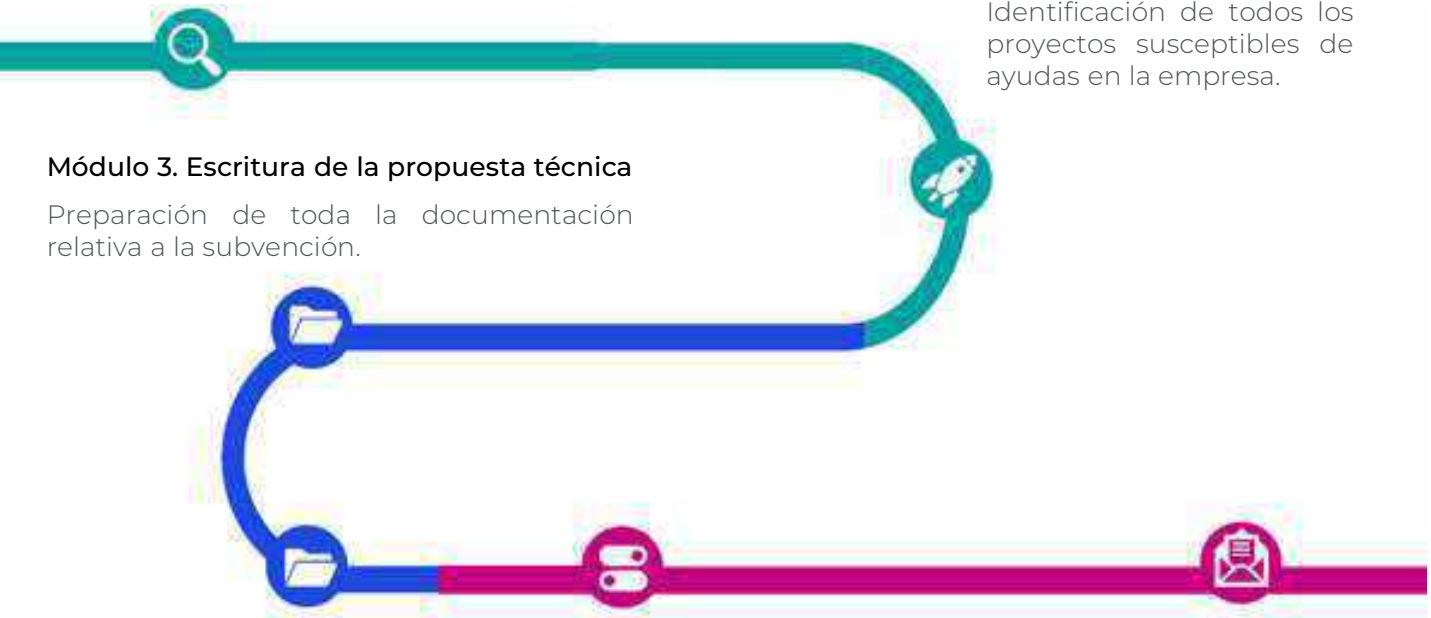 Identificación de todos los
proyectos susceptibles de
ayudas en la empresa.
Módulo 3. Escritura de la propuesta técnica
Preparación de toda la documentación
relativa a la subvención.